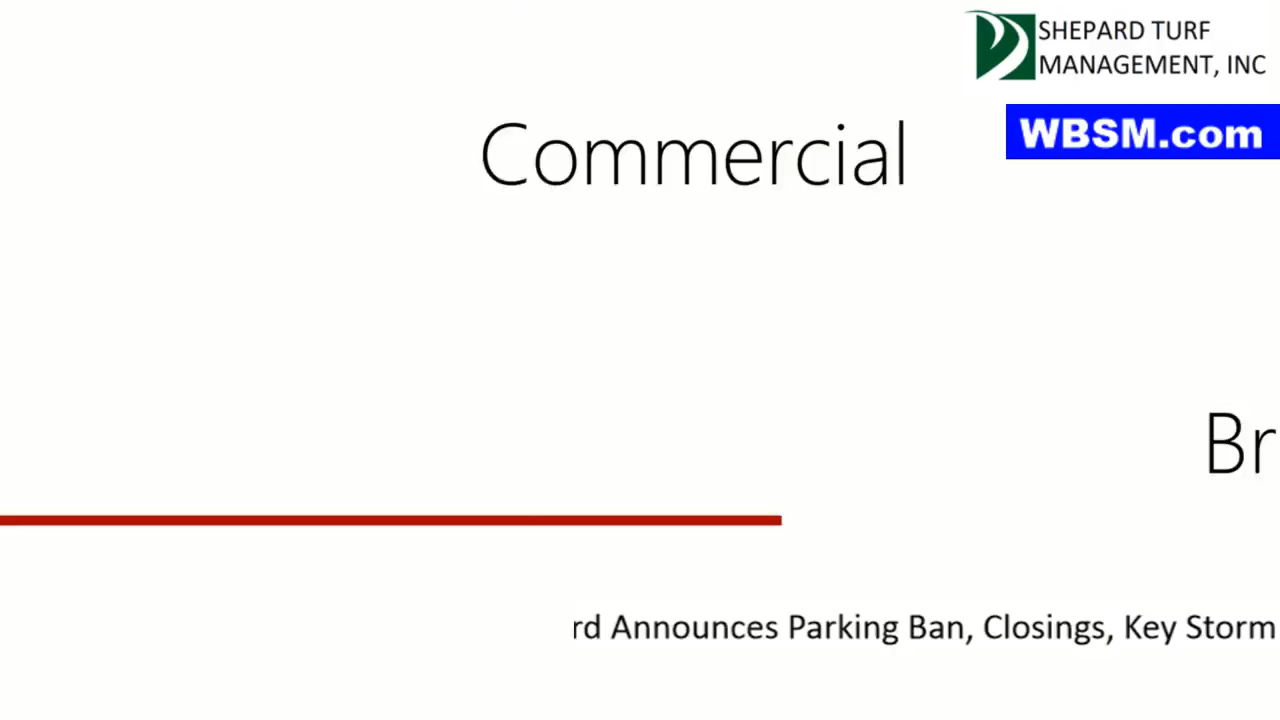 SHEPARD TURF
MANAGEMENT, INC
WBSM.com
Commercial
Br
rd Announces Parking Ban, Closings, Key Storm